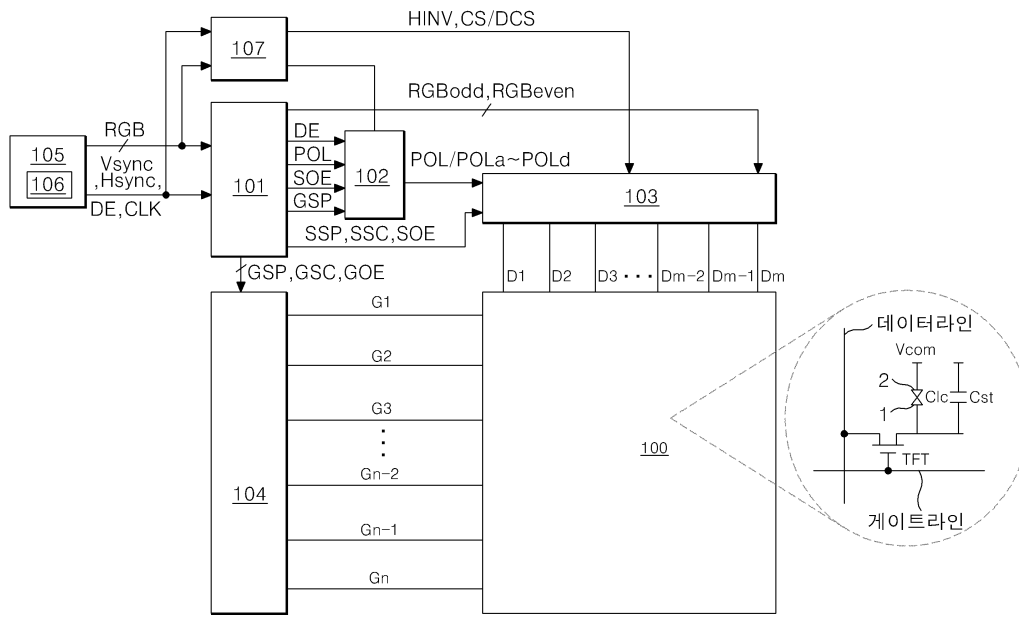 HINV,CS/DCS
107
RGBodd,RGBeven
RGB
105
106
Vsync
,Hsync,
DE,CLK
101
DE
POL
SOE
GSP
102
POL/POLa~POLd
103
SSP,SSC,SOE
GSP,GSC,GOE
D1 D2 D3 ··· Dm-2 Dm-1 Dm
G1
G2
G3
⋮
Gn-2
Gn-1
Gn
104
100
데이터라인
Vcom
2
1
Clc
Cst
TFT
게이트라인